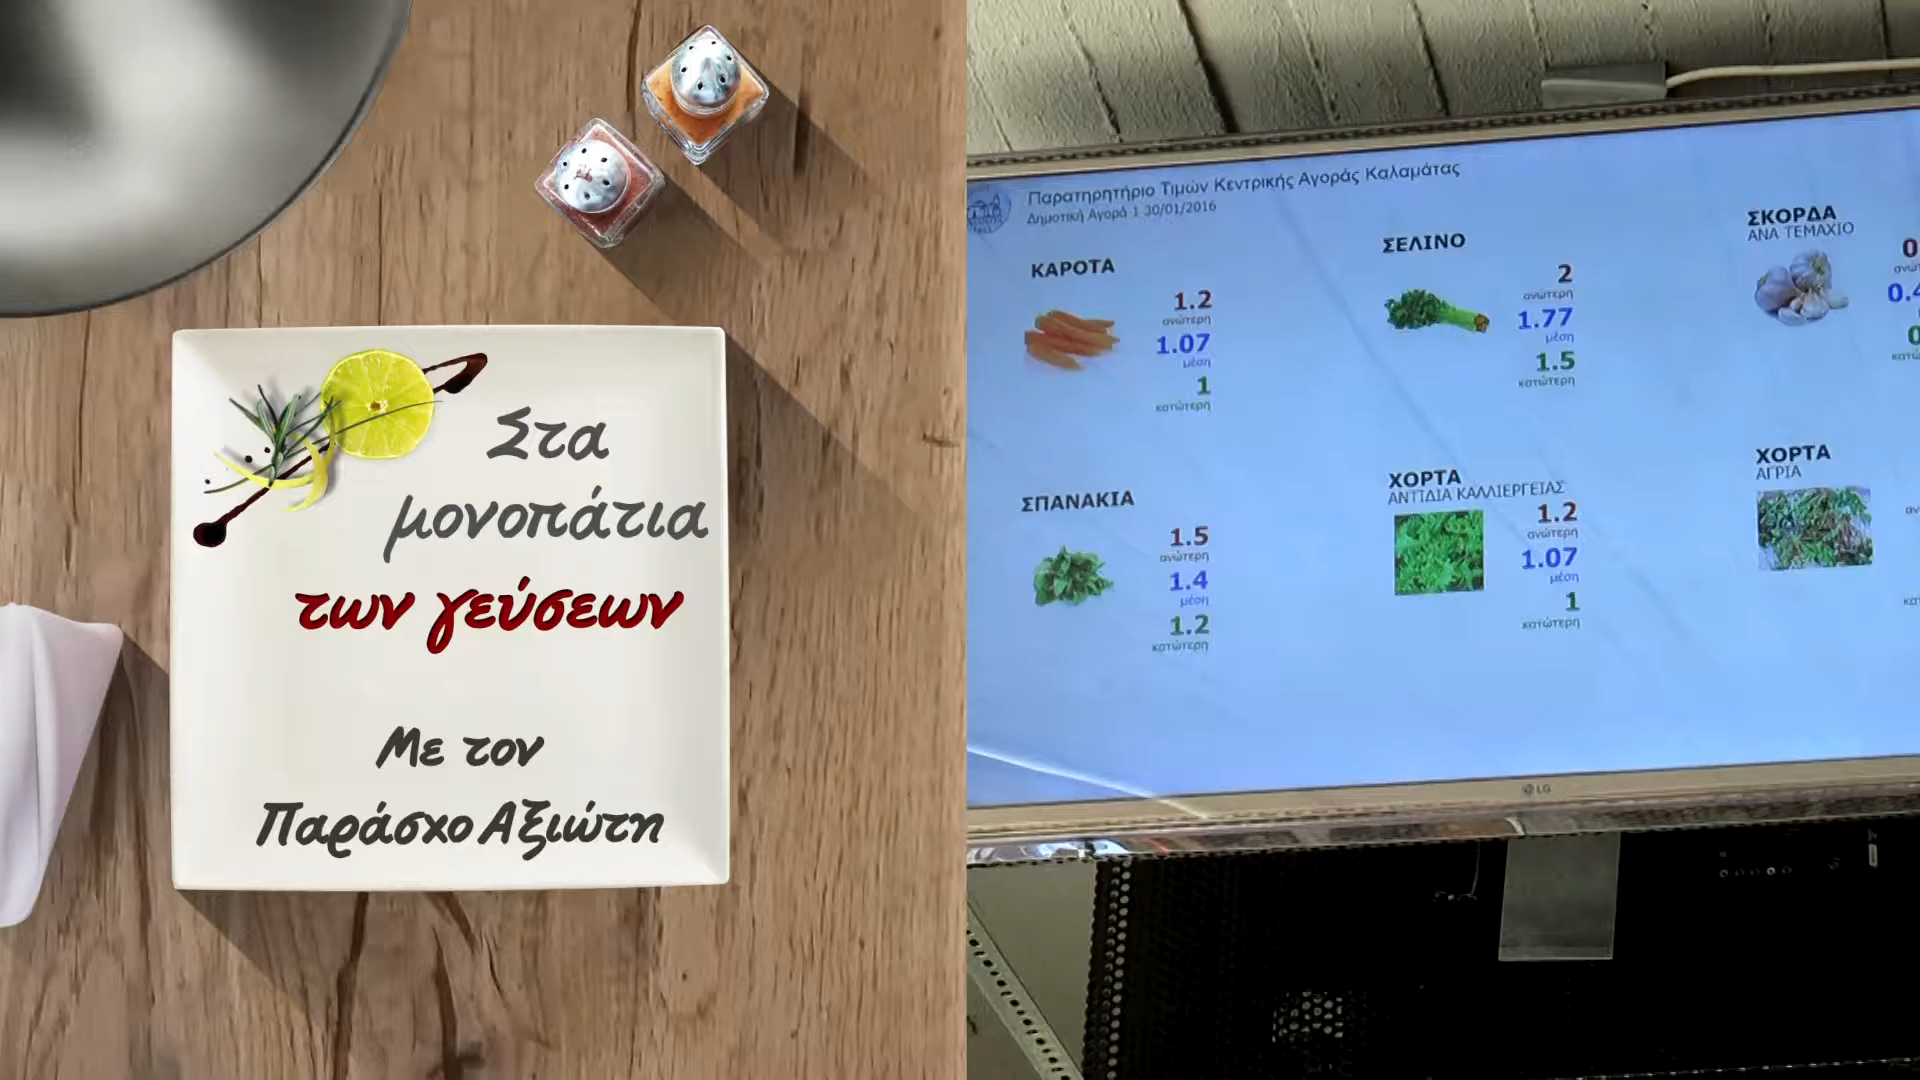 Στα
μονοπάτια
των γεύσεων
Με τον
Παράσχο Αξιώτη
Παρατηρητήριο Τιμών Κεντρικής Αγοράς Καλαμάτας
Δημοτική Αγορά 1 30/01/2016
ΚΑΡΟΤΑ
1.2
ανώτερη
1.07
μέση
1
κατώτερη
ΣΕΛΙΝΟ
2
ανώτερη
1.77
μέση
1.5
κατώτερη
ΣΚΟΡΔΑ
ΑΝΑ ΤΕΜΑΧΙΟ
ΣΠΑΝΑΚΙΑ
1.5
ανώτερη
1.4
μέση
1.2
κατώτερη
ΧΟΡΤΑ
ΑΝΤΙΔΙΑ ΚΑΛΛΙΕΡΓΕΙΑΣ
1.2
ανώτερη
1.07
μέση
1
κατώτερη
ΧΟΡΤΑ
ΑΓΡΙΑ
LG